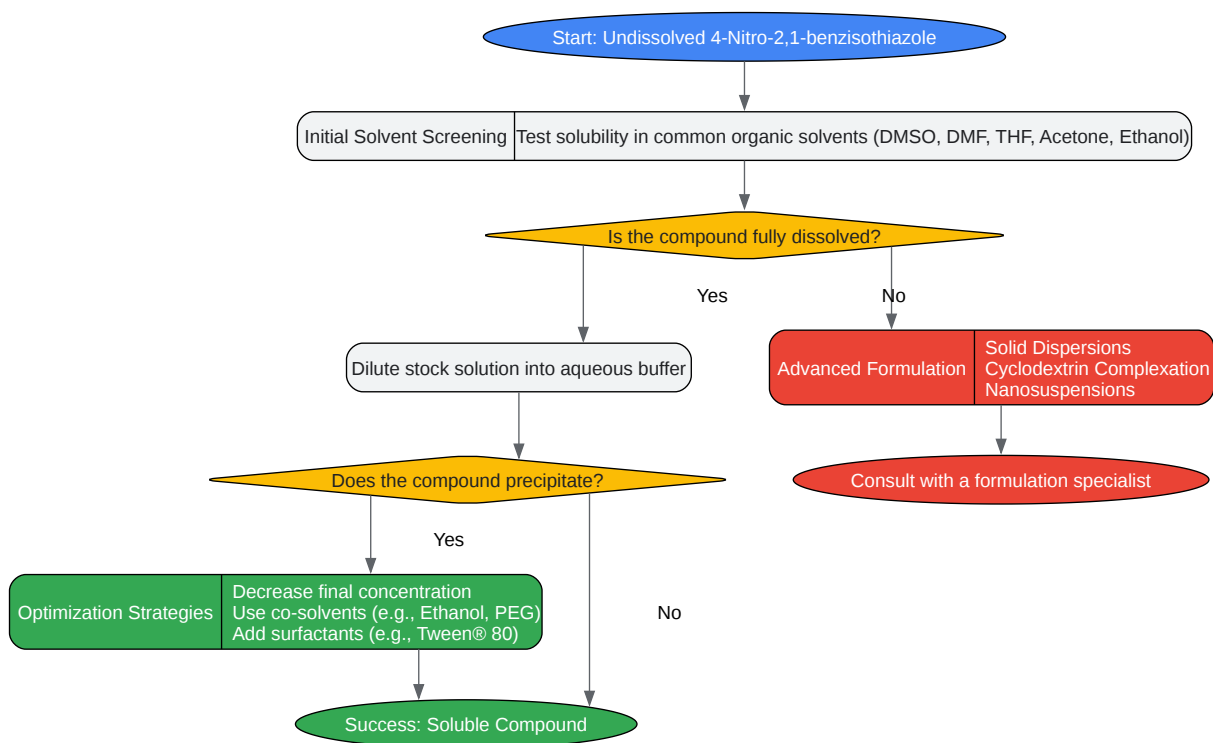 Start: Undissolved 4-Nitro-2,1-benzisothiazole
Initial Solvent Screening
Test solubility in common organic solvents (DMSO, DMF, THF, Acetone, Ethanol)
Is the compound fully dissolved?
Yes
No
Dilute stock solution into aqueous buffer
Advanced Formulation
Solid Dispersions
Cyclodextrin Complexation
Nanosuspensions
Does the compound precipitate?
Consult with a formulation specialist
Yes
No
Optimization Strategies
Decrease final concentration
Use co-solvents (e.g., Ethanol, PEG)
Add surfactants (e.g., Tween® 80)
Success: Soluble Compound